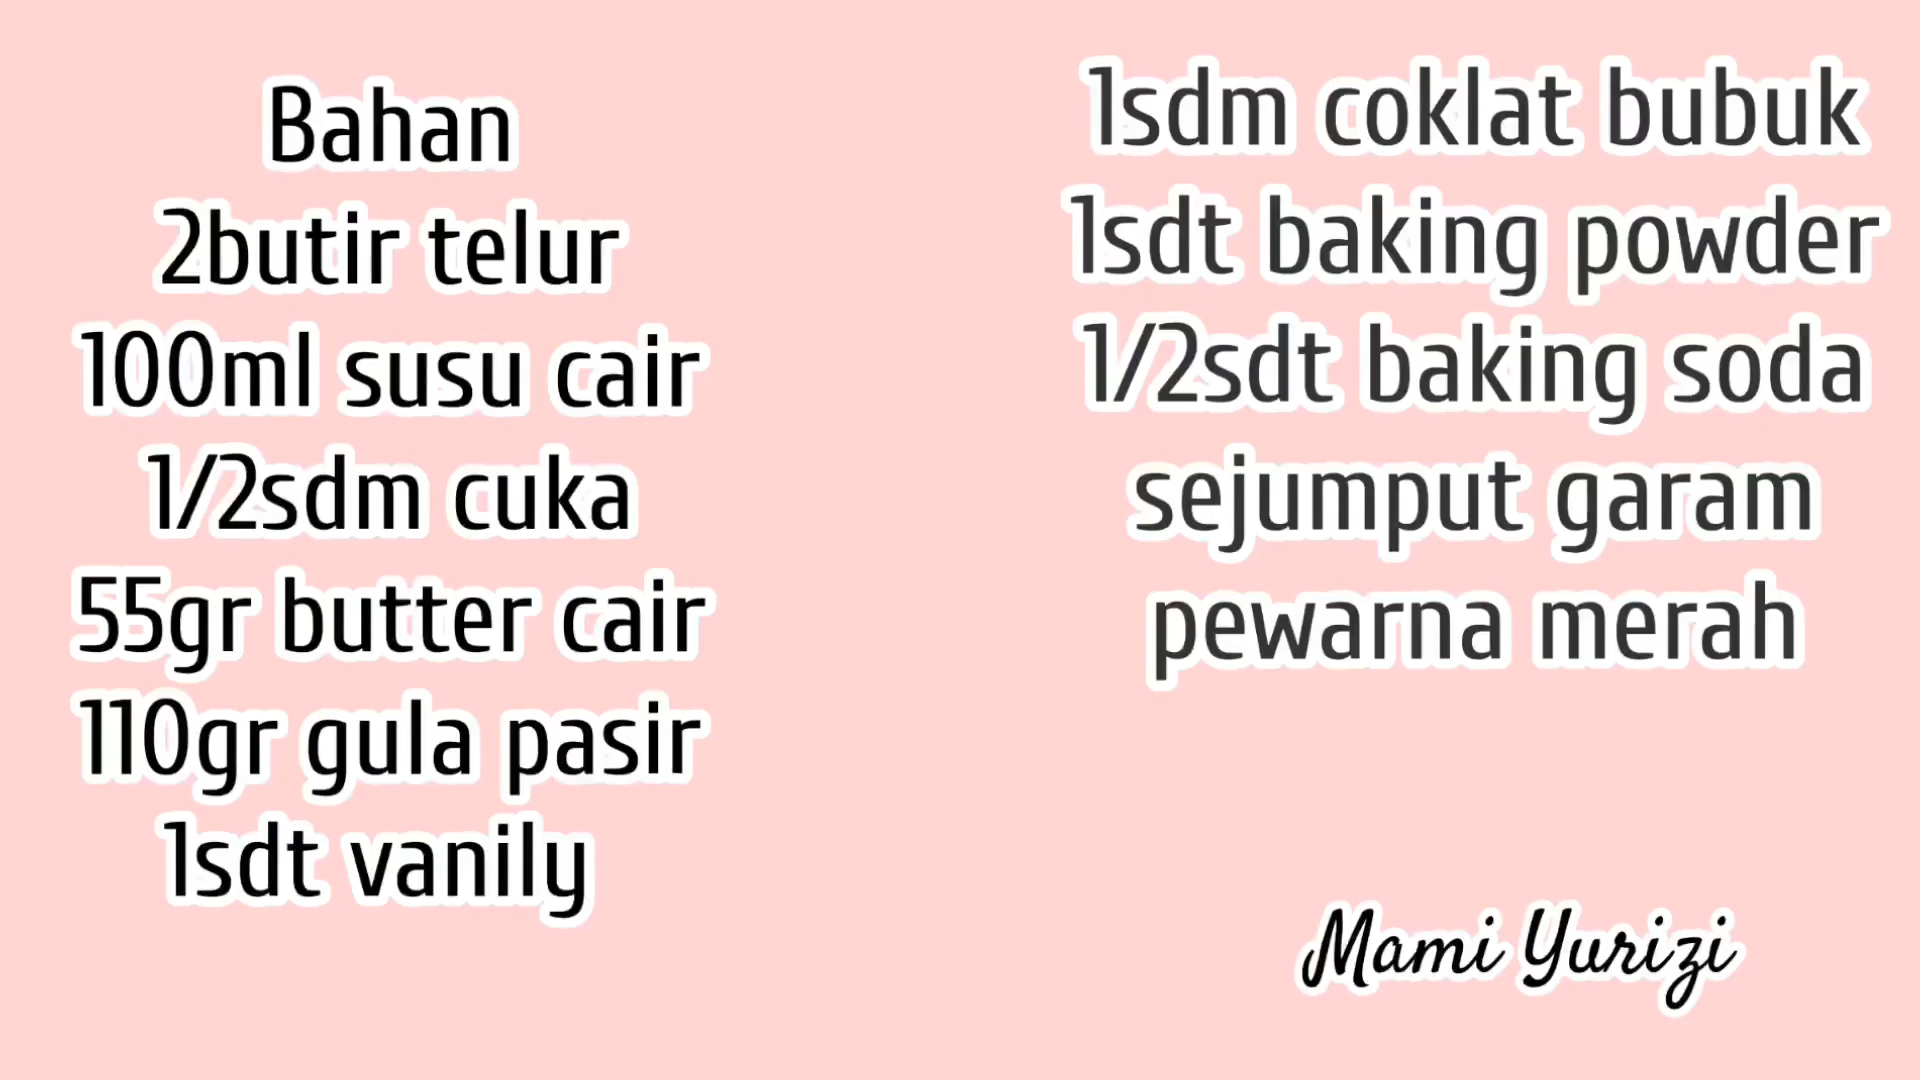 Bahan
2butir telur
100ml susu cair
1/2sdm cuka
55gr butter cair
110gr gula pasir
1sdt vanily
1sdm coklat bubuk
1sdt baking powder
1/2sdt baking soda
sejumput garam
pewarna merah
Mami Yurizi